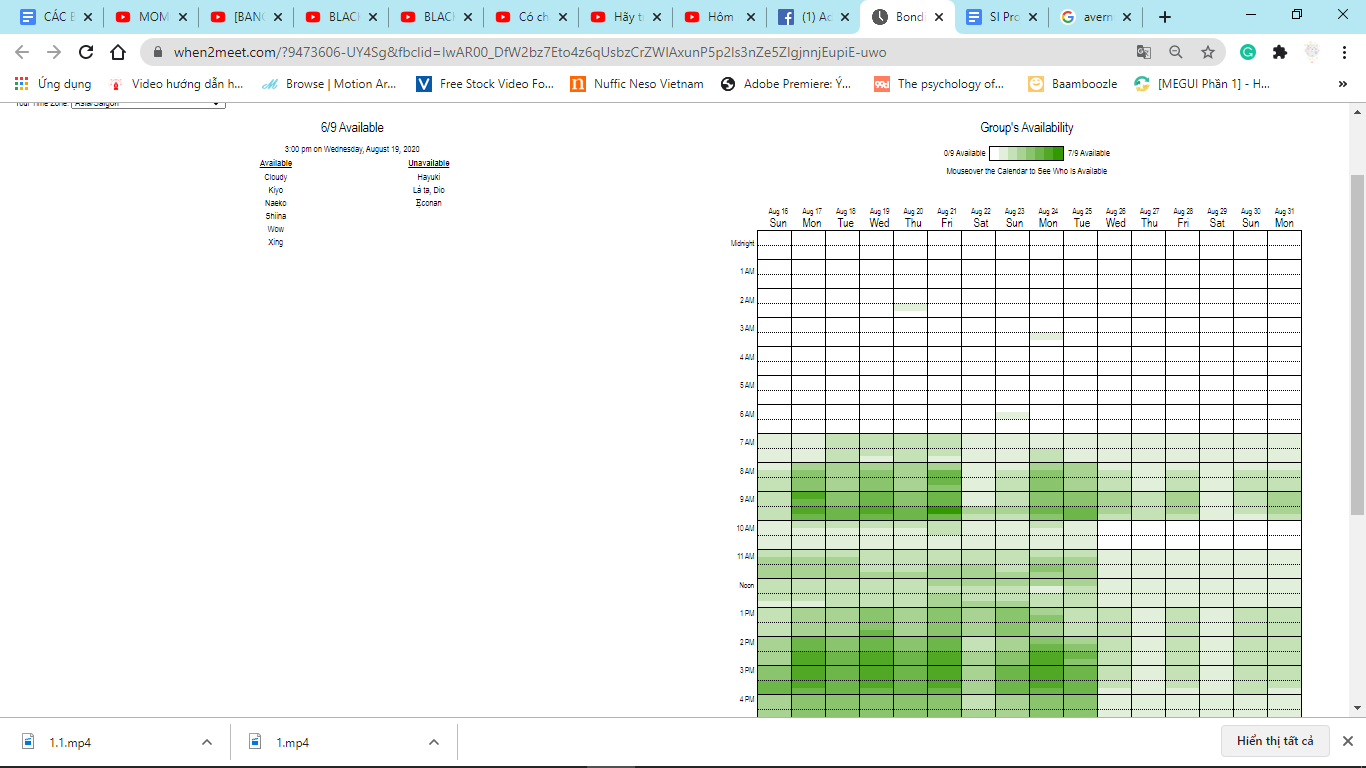 CÁC B
MOM
[BANG
BLACK
BLACK
Có ch
Hãy t
Hôm
(1) Ad
Bondi
SI Pro
avern
when2meet.com/?9473606-UY4Sg&fbclid=IwAR00_DfW2bz7Eto4z6qUsbzCrZWIAxunP5p2Is3nZe5ZIgjnnjEupiE-uwo
Ứng dụng
Video hướng dẫn h...
Browse | Motion Ar...
Free Stock Video Fo...
Nuffic Neso Vietnam
Adobe Premiere: Ý...
The psychology of...
Baamboozle
[MEGUI Phần 1] - H...
»
Your Time Zone: Asia/Saigon
6/9 Available
3:00 pm on Wednesday, August 19, 2020
Available Unavailable
Cloudy Hayuki
Kiyo Là ta, Dio
Naeko Econan
Shiina
Wow
Xing
Group's Availability
0/9 Available 7/9 Available
Mouseover the Calendar to See Who Is Available
Aug 16 Aug 17 Aug 18 Aug 19 Aug 20 Aug 21 Aug 22 Aug 23 Aug 24 Aug 25 Aug 26 Aug 27 Aug 28 Aug 29 Aug 30 Aug 31
Sun Mon Tue Wed Thu Fri Sat Sun Mon Tue Wed Thu Fri Sat Sun Mon
Midnight
1 AM
2 AM
3 AM
4 AM
5 AM
6 AM
7 AM
8 AM
9 AM
10 AM
11 AM
Noon
1 PM
2 PM
3 PM
4 PM
1.1.mp4
1.mp4
Hiển thị tất cả